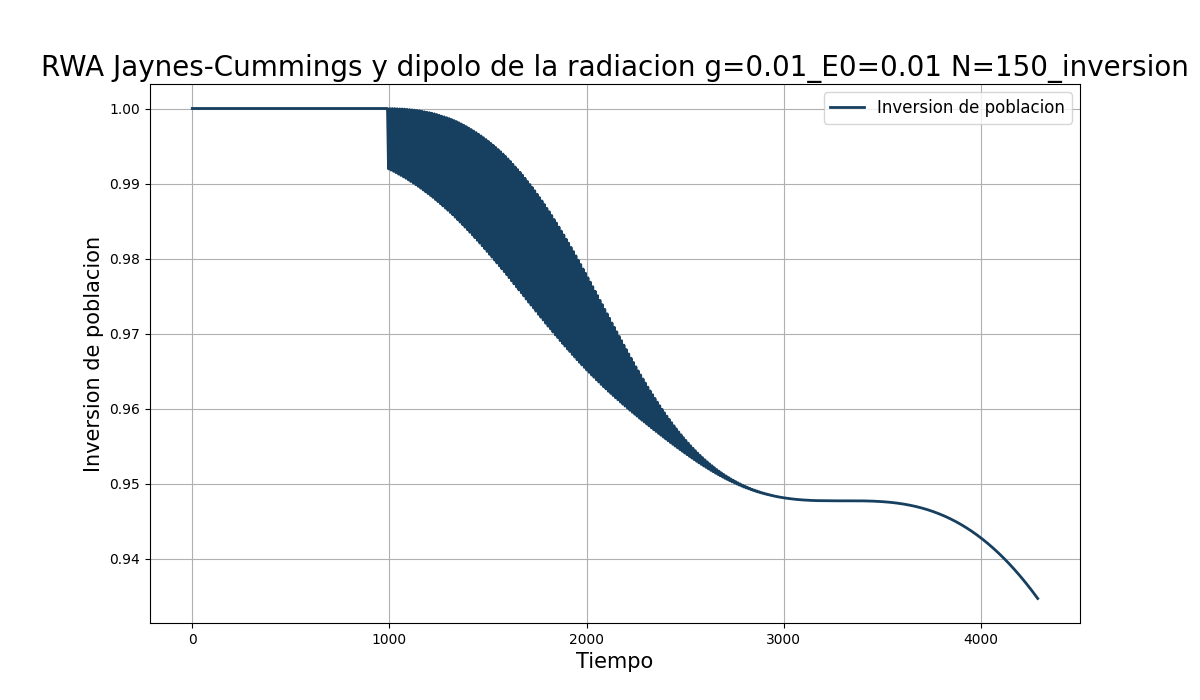 RWA Jaynes-Cummings y dipolo de la radiacion g=0.01_E0=0.01 N=150_inversion
Inversion de poblacion
1.00
0.99
0.98
0.97
0.96
0.95
0.94
Inversion de poblacion
0 1000 2000 3000 4000
Tiempo